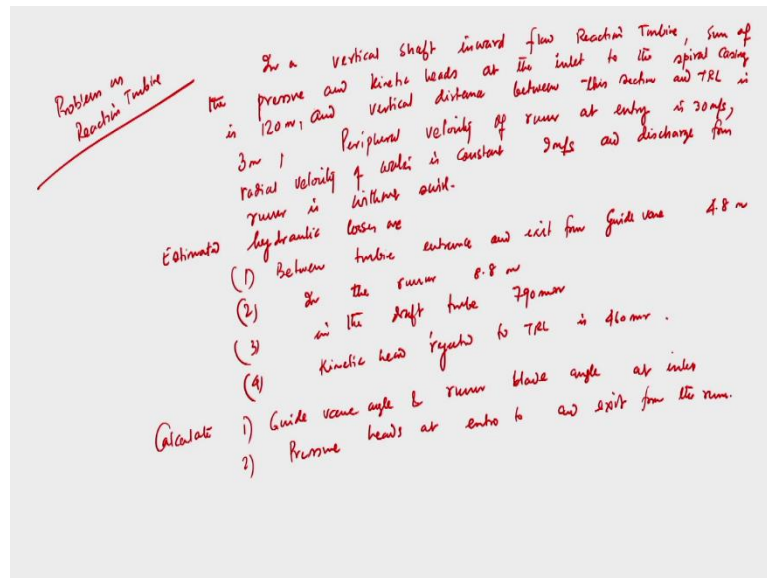 Problem on
Reaction Turbine
In a vertical shaft inward flow Reaction Turbine, sum of
the pressure and kinetic heads at the inlet to the spiral casing
is 120 m, and vertical distance between this section and TRL is
3m, Peripheral velocity of runner at entry is 30 m/s,
radial velocity of water is constant 9 m/s and discharge from
runner is without swirl.
Estimated hydraulic losses are
(1) Between turbine entrance and exit from guide vane 4.8 m
(2) In the runner 8.8 m
(3) in the draft tube 790 mm
(4) Kinetic head rejected to TRL is 460 mm.
Calculate 1) Guide vane angle & runner blade angle at inlet
2) Pressure heads at entry to and exit from the runner.